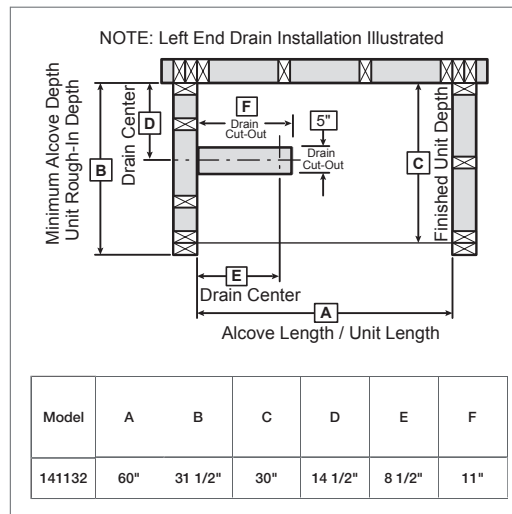 NOTE: Left End Drain Installation Illustrated
Minimum Alcove Depth
Unit Rough-In Depth
B
Drain Center
D
F
Drain
Cut-Out
5"
Drain
Cut-Out
C
Finished Unit Depth
E
Drain Center
A
Alcove Length / Unit Length
Model A B C D E F
141132 60" 31 1/2" 30" 14 1/2" 8 1/2" 11"